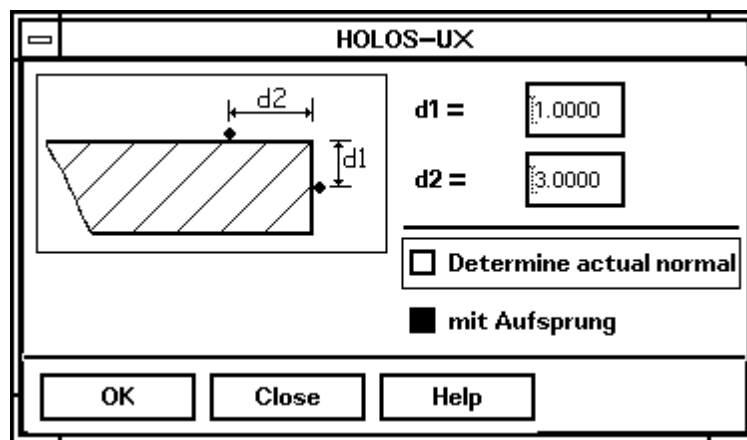 HOLOS-UX
d2
d1
d1 = 1.0000
d2 = 3.0000
Determine actual normal
mit Aufsprung
OK Close Help